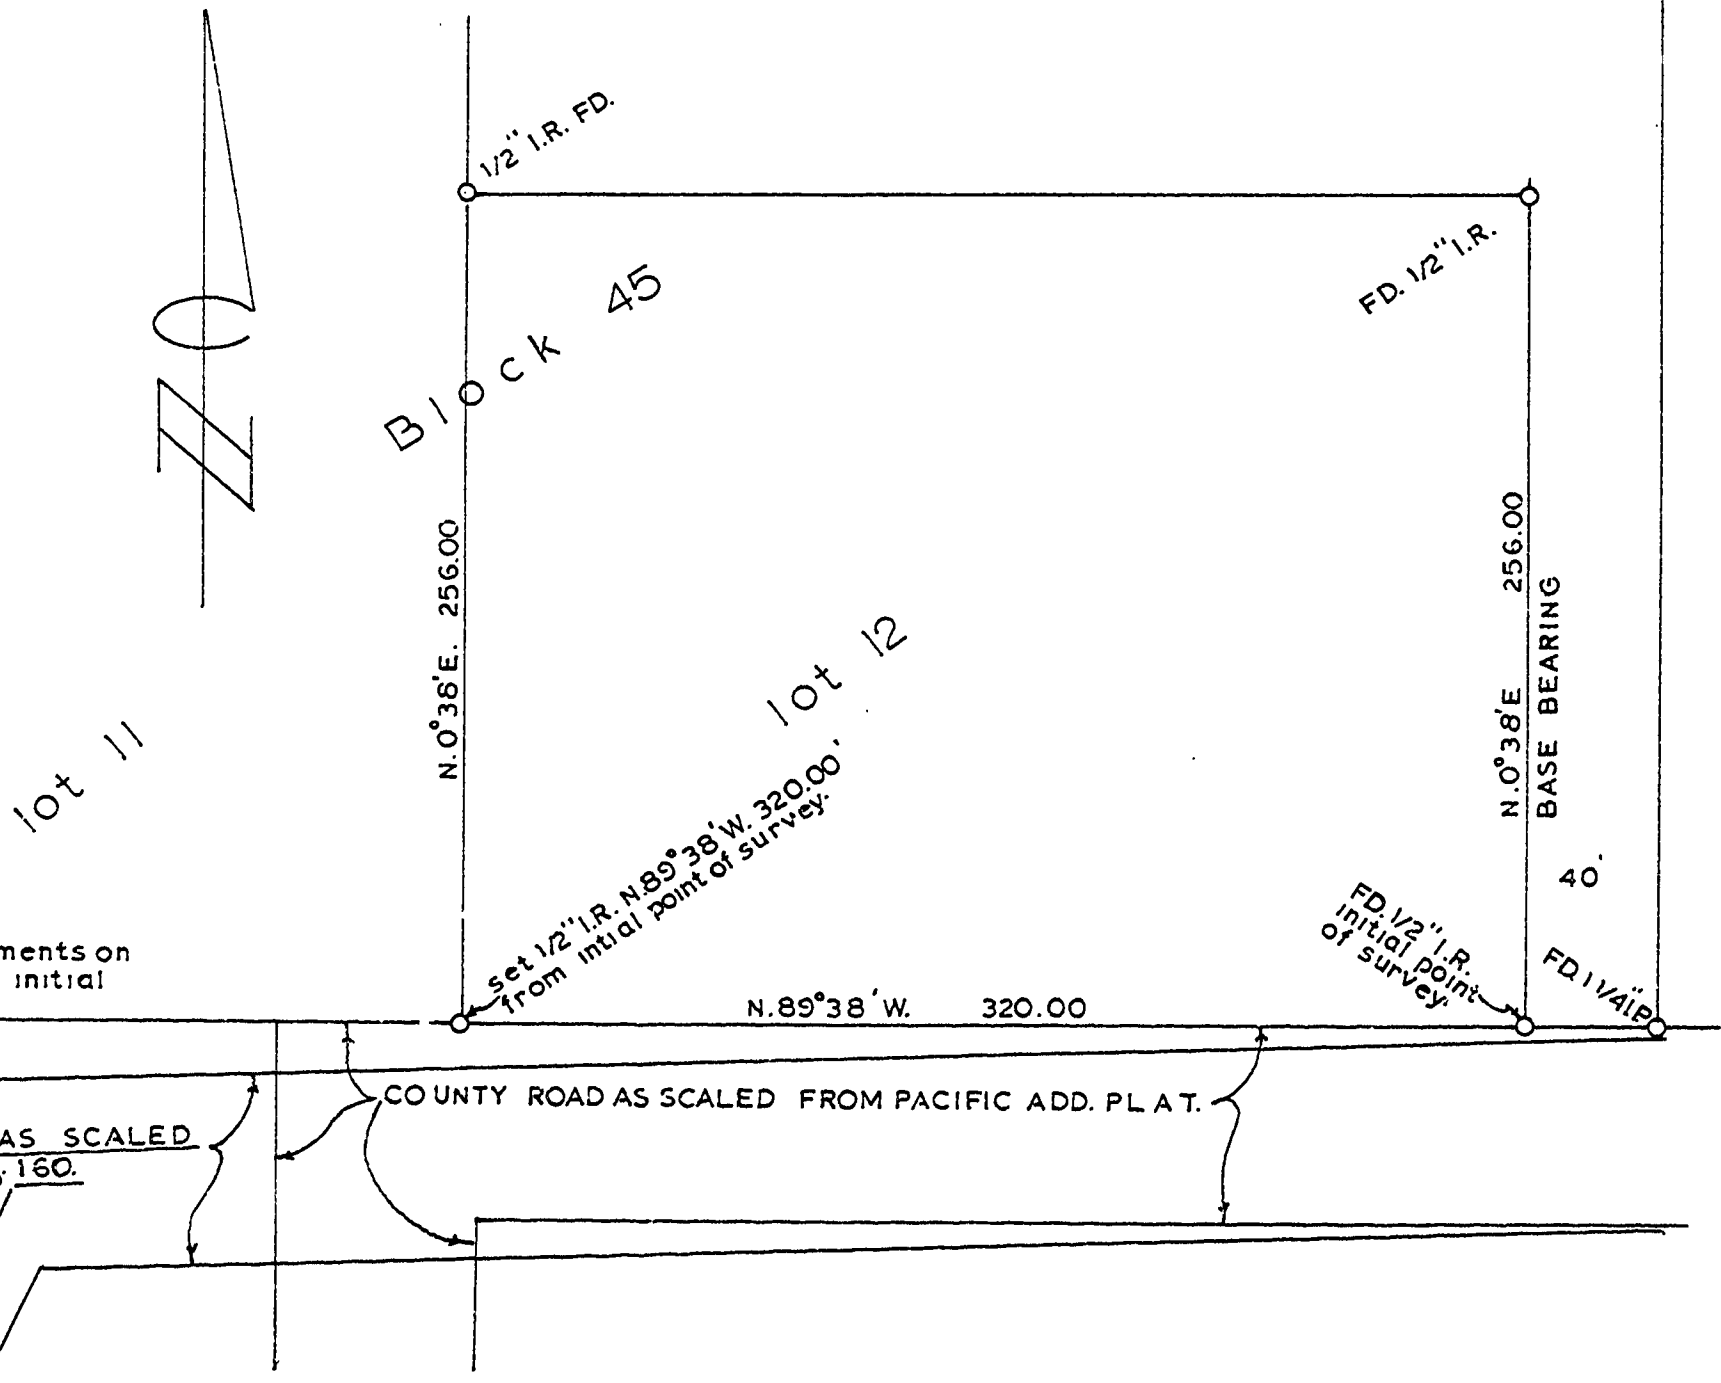 1/2" I.R. FD.
FD. 1/2" I.R.
Block 45
N.0°38'E. 256.00
N.0°38'E 256.00
BASE BEARING
lot 12
lot 11
set 1/2" I.R. N.89°38'W. 320.00'
from intial point of survey.
40'
FD. 1/2" I.R.
initial point
of survey.
FD. 1 1/4" I.P.
ments on
initial
N.89°38'W. 320.00
COUNTY ROAD AS SCALED FROM PACIFIC ADD. PLAT.
AS SCALED
160.
N